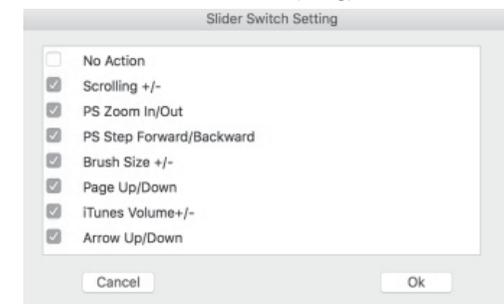 Slider Switch Setting
No Action
Scrolling +/-
PS Zoom In/Out
PS Step Forward/Backward
Brush Size +/-
Page Up/Down
iTunes Volume+/-
Arrow Up/Down
Cancel Ok